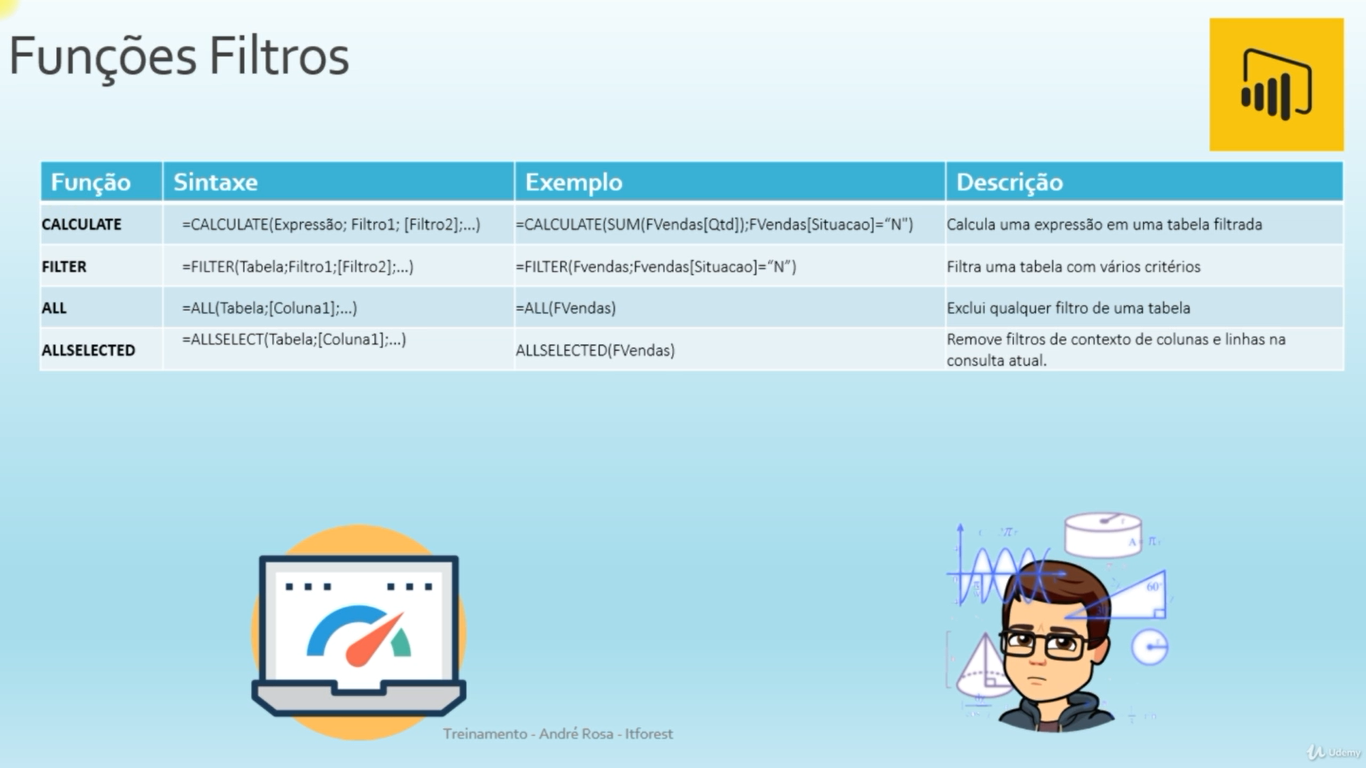 Funções Filtros
Função Sintaxe Exemplo Descrição
CALCULATE =CALCULATE(Expressão; Filtro1; [Filtro2];...) =CALCULATE(SUM(FVendas[Qtd]);FVendas[Situacao]=“N”) Calcula uma expressão em uma tabela filtrada
FILTER =FILTER(Tabela;Filtro1;[Filtro2];...) =FILTER(Fvendas;Fvendas[Situacao]=“N”) Filtra uma tabela com vários critérios
ALL =ALL(Tabela;[Coluna1];...) =ALL(FVendas) Exclui qualquer filtro de uma tabela
ALLSELECTED =ALLSELECT(Tabela;[Coluna1];...) ALLSELECTED(FVendas) Remove filtros de contexto de colunas e linhas na
consulta atual.
60°
Treinamento - André Rosa - Itforest
Udemy